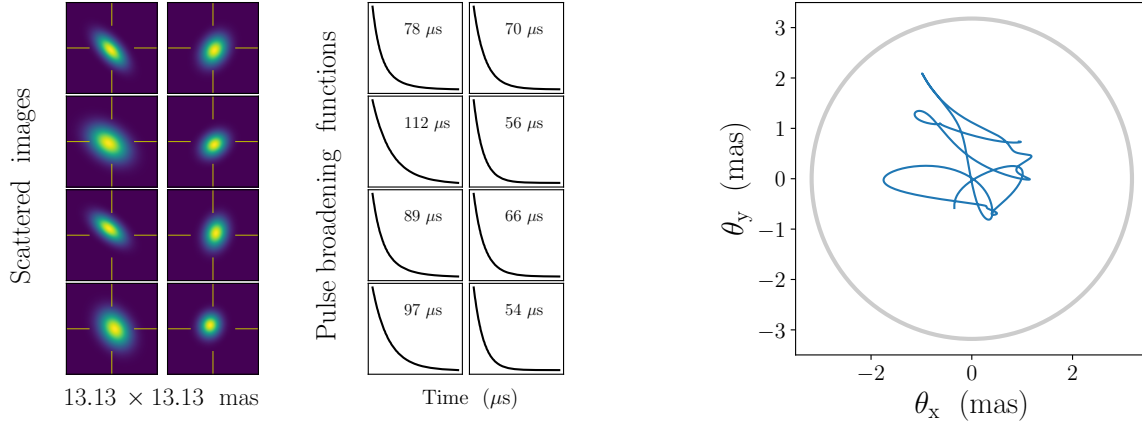 Scattered images
13.13 × 13.13 mas
Pulse broadening functions
78 μs
70 μs
112 μs
56 μs
89 μs
66 μs
97 μs
54 μs
Time (μs)
θy (mas)
3
2
1
0
−1
−2
−3
−2
0
2
θx (mas)